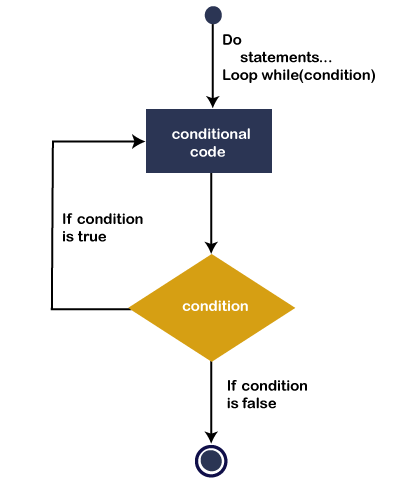 Do
statements...
Loop while(condition)
conditional
code
If condition
is true
condition
If condition
is false